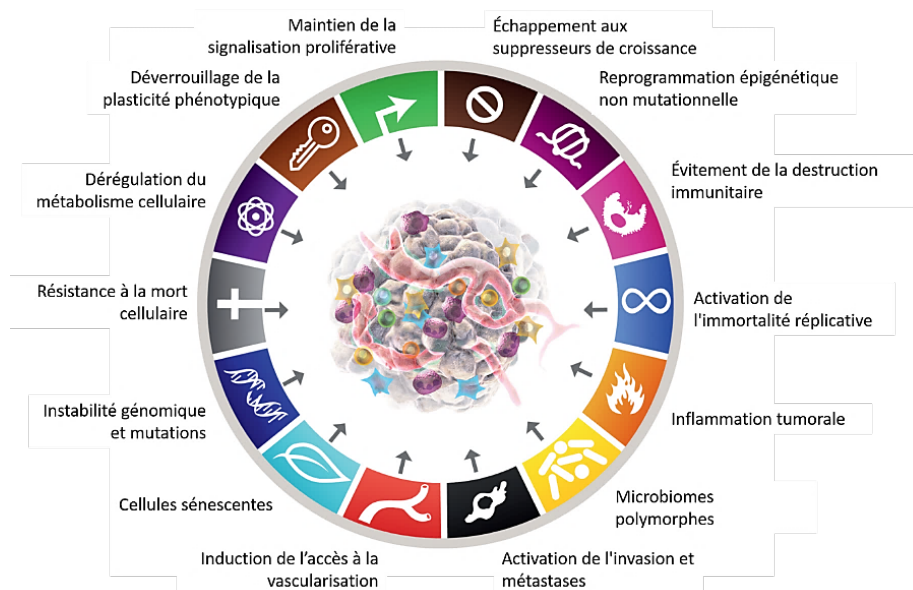 Maintien de la
signalisation proliférative
Échappement aux
suppresseurs de croissance
Déverrouillage de la
plasticité phénotypique
Reprogrammation épigénétique
non mutationnelle
Dérégulation du
métabolisme cellulaire
Évitement de la destruction
immunitaire
Résistance à la mort
cellulaire
Activation de
l'immortalité réplicative
Instabilité génomique
et mutations
Inflammation tumorale
Cellules sénescentes
Microbiomes
polymorphes
Induction de l’accès à la
vascularisation
Activation de l'invasion et
métastases